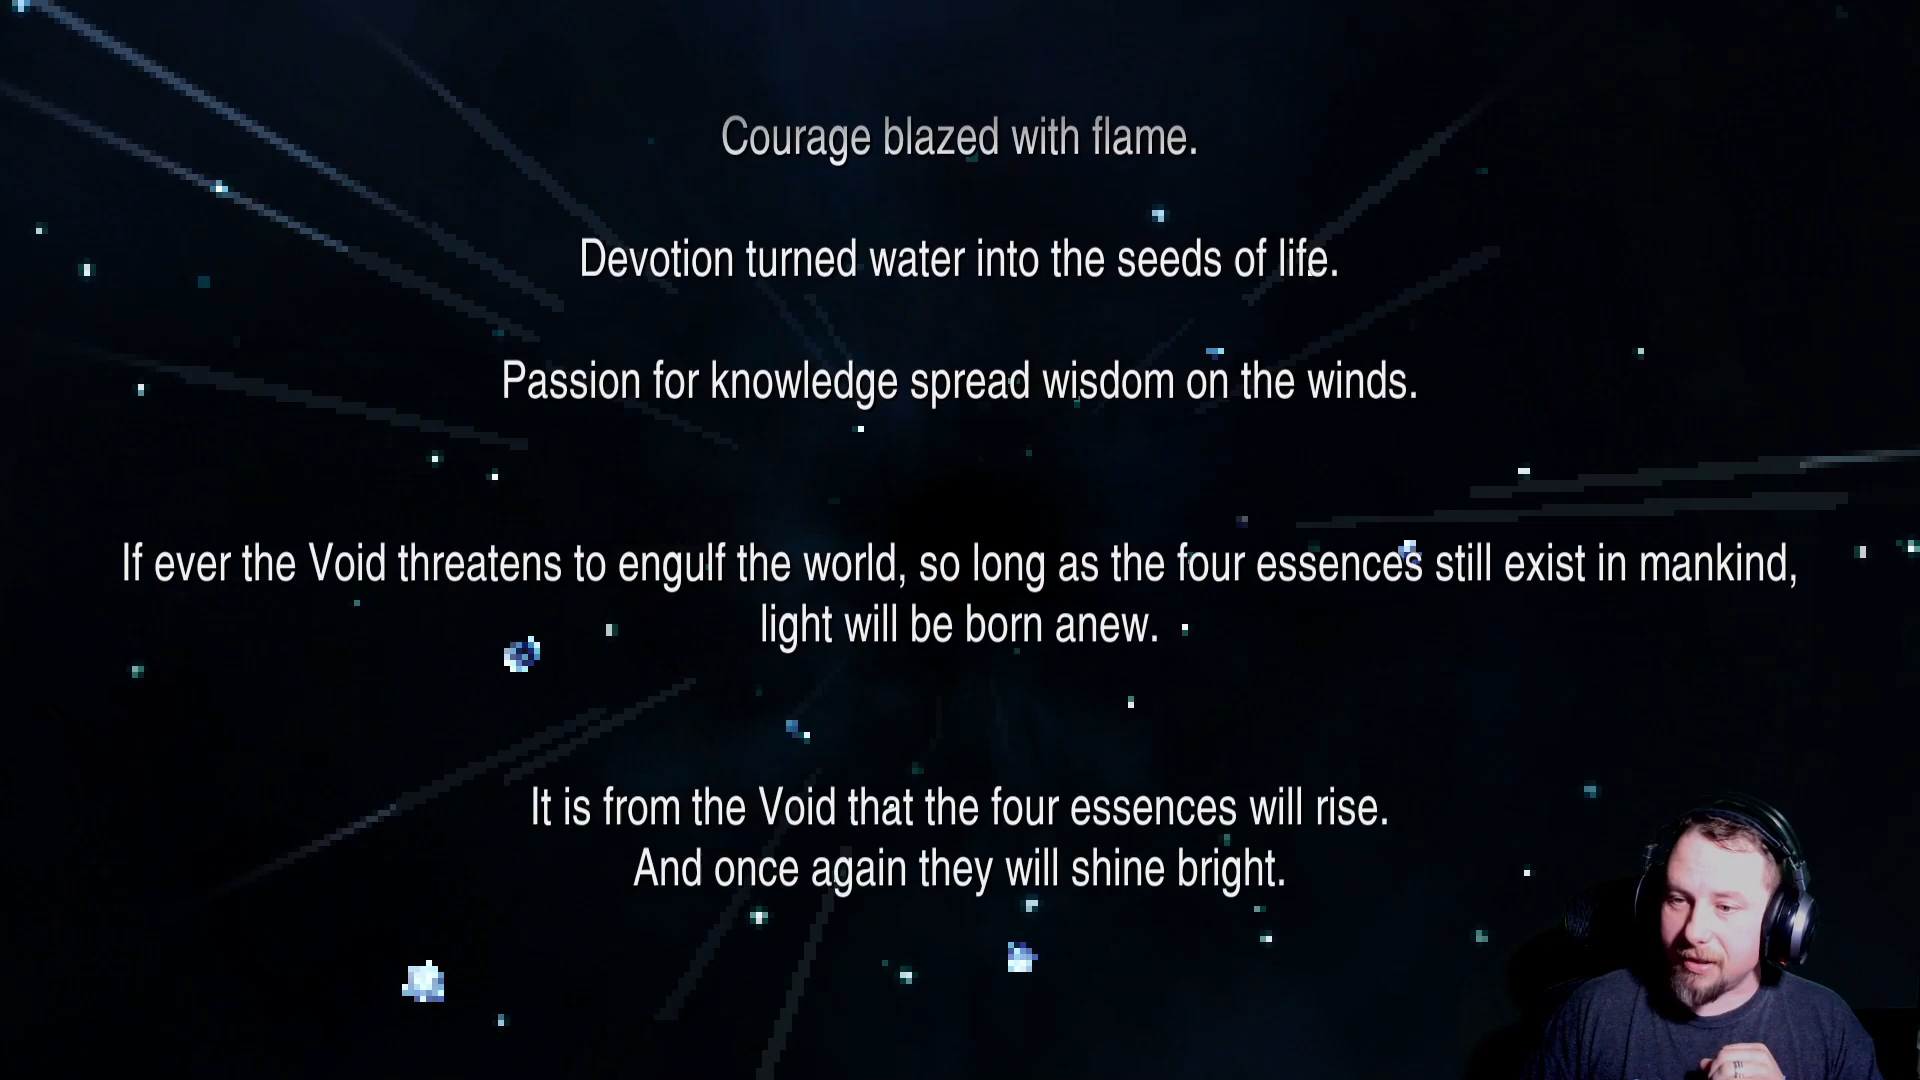 Courage blazed with flame.
Devotion turned water into the seeds of life.
Passion for knowledge spread wisdom on the winds.
If ever the Void threatens to engulf the world, so long as the four essences still exist in mankind,
light will be born anew.
It is from the Void that the four essences will rise.
And once again they will shine bright.